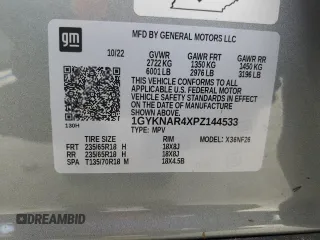 gm
MFD BY GENERAL MOTORS LLC
10/22 GVWR GAWR FRT GAWR RR
2722 KG 1350 KG 1450 KG
6001 LB 2976 LB 3196 LB
THIS VEHICLE CONFORMS TO ALL APPLICABLE U.S. FEDERAL
MOTOR VEHICLE SAFETY AND THEFT PREVENTION STANDARDS
IN EFFECT ON THE DATE OF MANUFACTURE SHOWN ABOVE.
1GYKNAR4XPZ144533
TYPE: MPV
TIRE SIZE RIM MODEL: X36NF26
FRT 235/65R18 H 18X8J
RR 235/65R18 H 18X8J
SPA T135/70R18 M 18X4.5B
DREAMBID